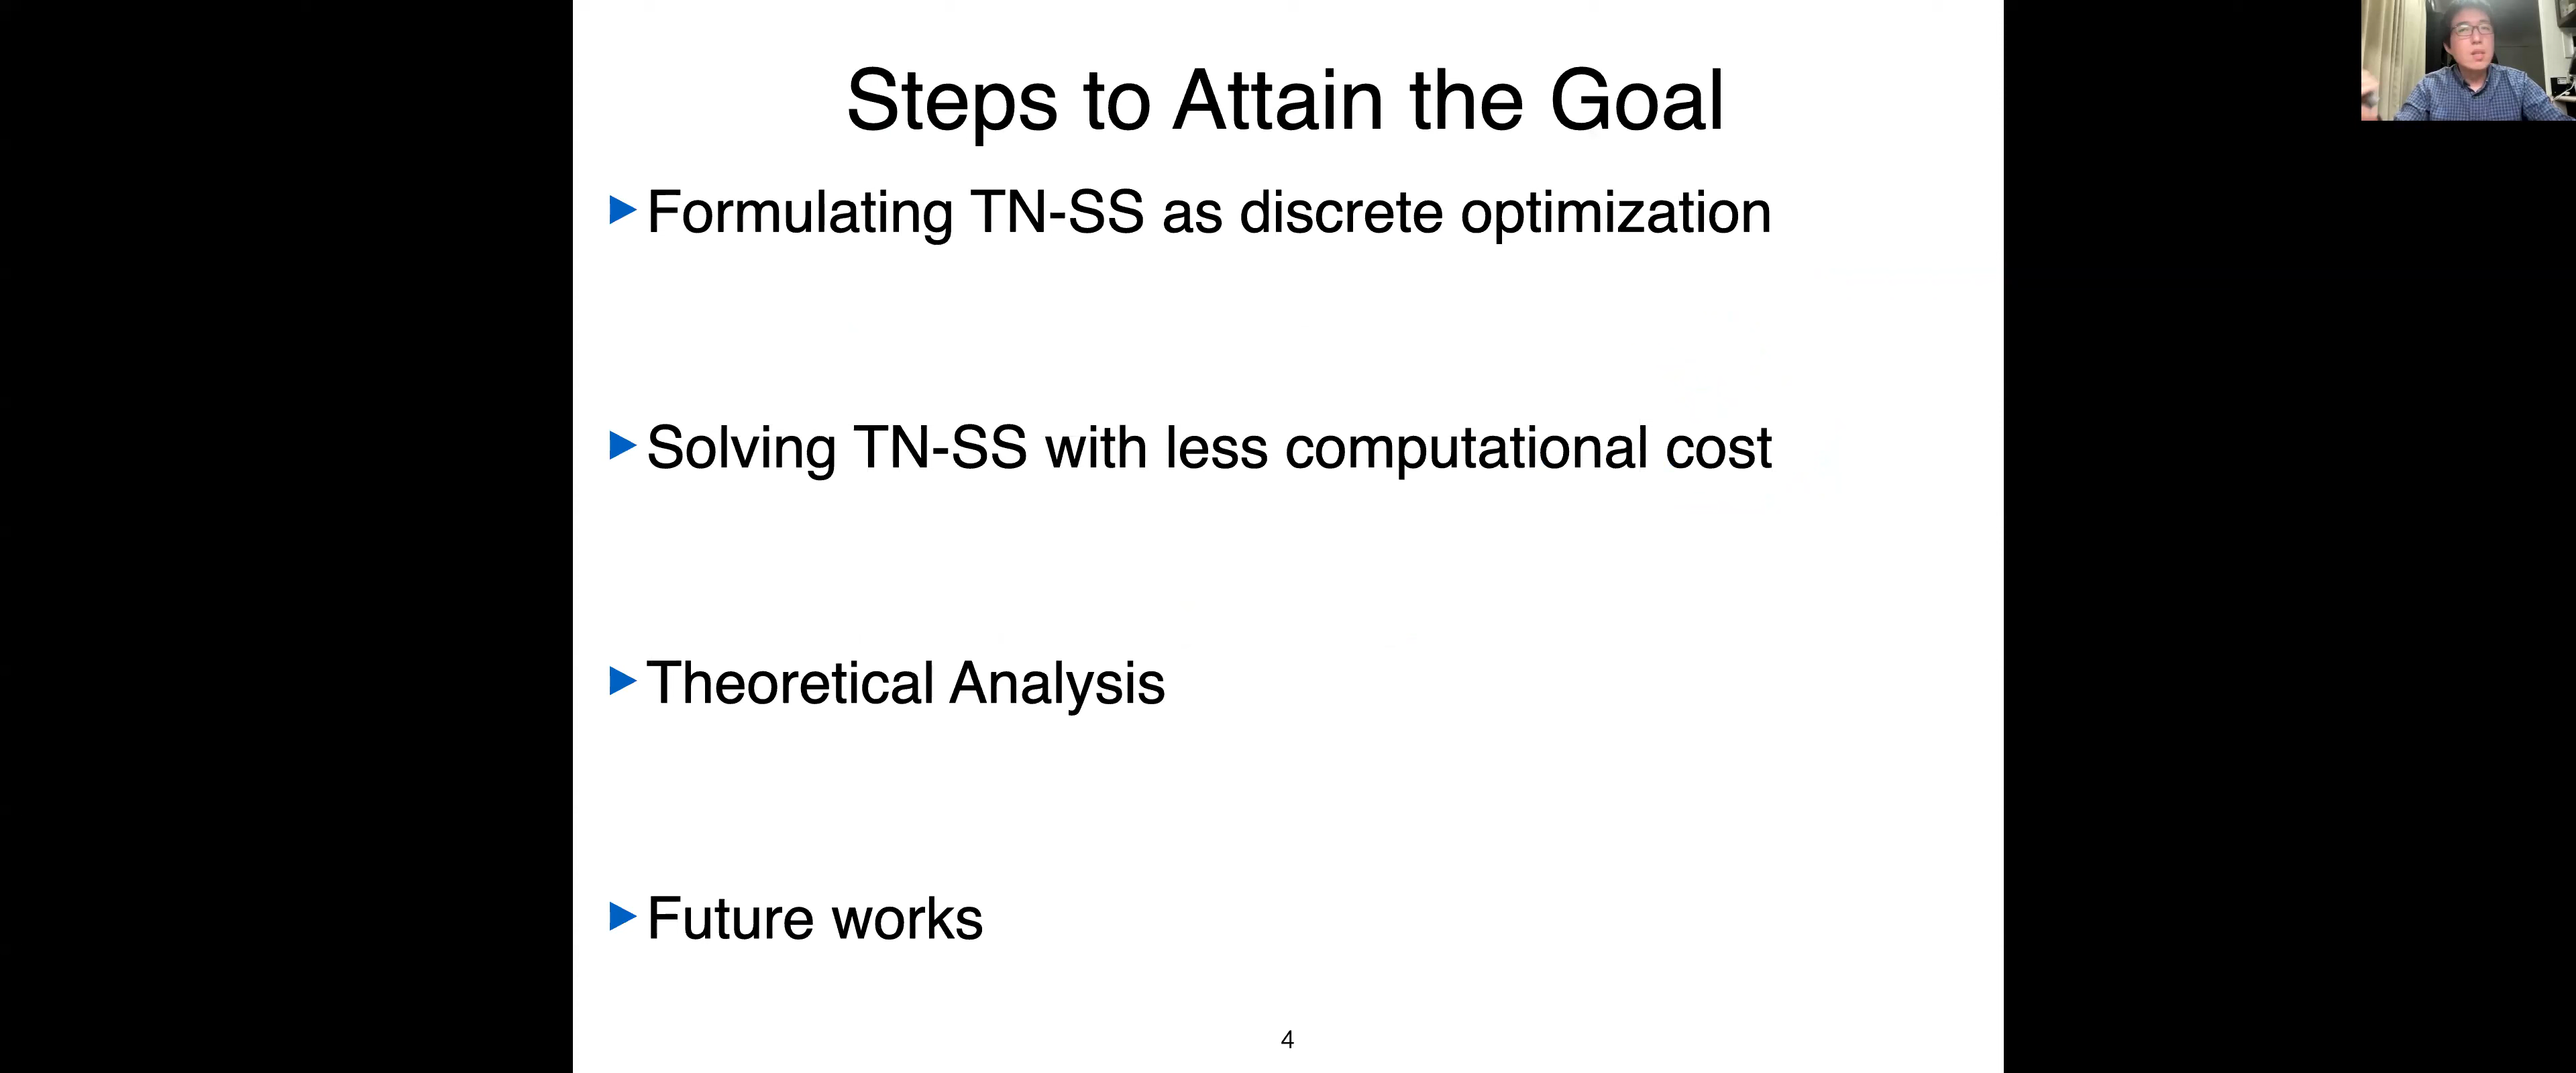 Steps to Attain the Goal
Formulating TN-SS as discrete optimization
Solving TN-SS with less computational cost
Theoretical Analysis
Future works
4